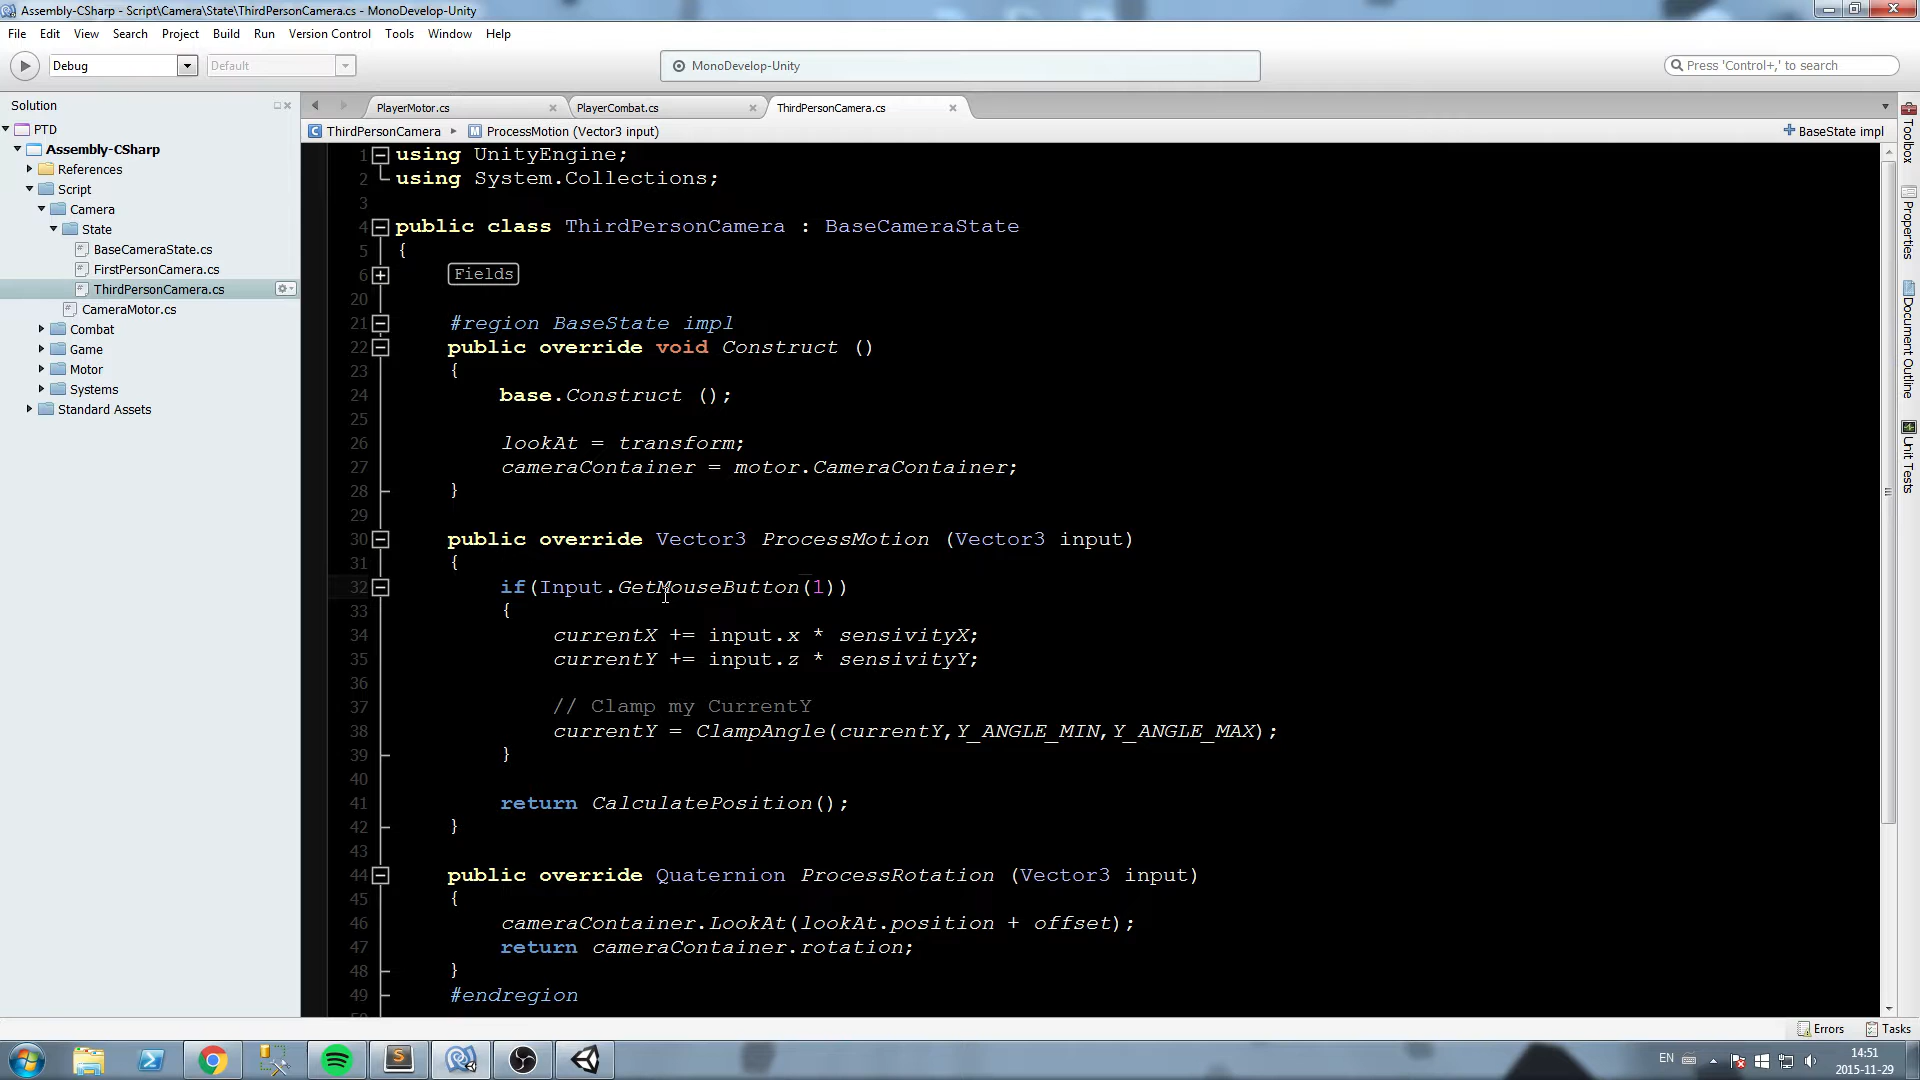 Assembly-CSharp - Script\Camera\State\ThirdPersonCamera.cs - MonoDevelop-Unity
File Edit View Search Project Build Run Version Control Tools Window Help
Debug Default MonoDevelop-Unity Press 'Control+,' to search
Solution PlayerMotor.cs PlayerCombat.cs ThirdPersonCamera.cs
ThirdPersonCamera ProcessMotion (Vector3 input) BaseState impl
PTD
Assembly-CSharp
References
Script
Camera
State
BaseCameraState.cs
FirstPersonCamera.cs
ThirdPersonCamera.cs
CameraMotor.cs
Combat
Game
Motor
Systems
Standard Assets
1 using UnityEngine;
2 using System.Collections;
3
4 public class ThirdPersonCamera : BaseCameraState
5 {
6 Fields
20
21 #region BaseState impl
22 public override void Construct ()
23 {
24 base.Construct ();
25
26 lookAt = transform;
27 cameraContainer = motor.CameraContainer;
28 }
29
30 public override Vector3 ProcessMotion (Vector3 input)
31 {
32 if(Input.GetMouseButton(1))
33 {
34 currentX += input.x * sensivityX;
35 currentY += input.z * sensivityY;
36
37 // Clamp my CurrentY
38 currentY = ClampAngle(currentY,Y_ANGLE_MIN,Y_ANGLE_MAX);
39 }
40
41 return CalculatePosition();
42 }
43
44 public override Quaternion ProcessRotation (Vector3 input)
45 {
46 cameraContainer.LookAt(lookAt.position + offset);
47 return cameraContainer.rotation;
48 }
49 #endregion
Toolbox
Properties
Document Outline
Unit Tests
Errors Tasks
EN 14:51
2015-11-29